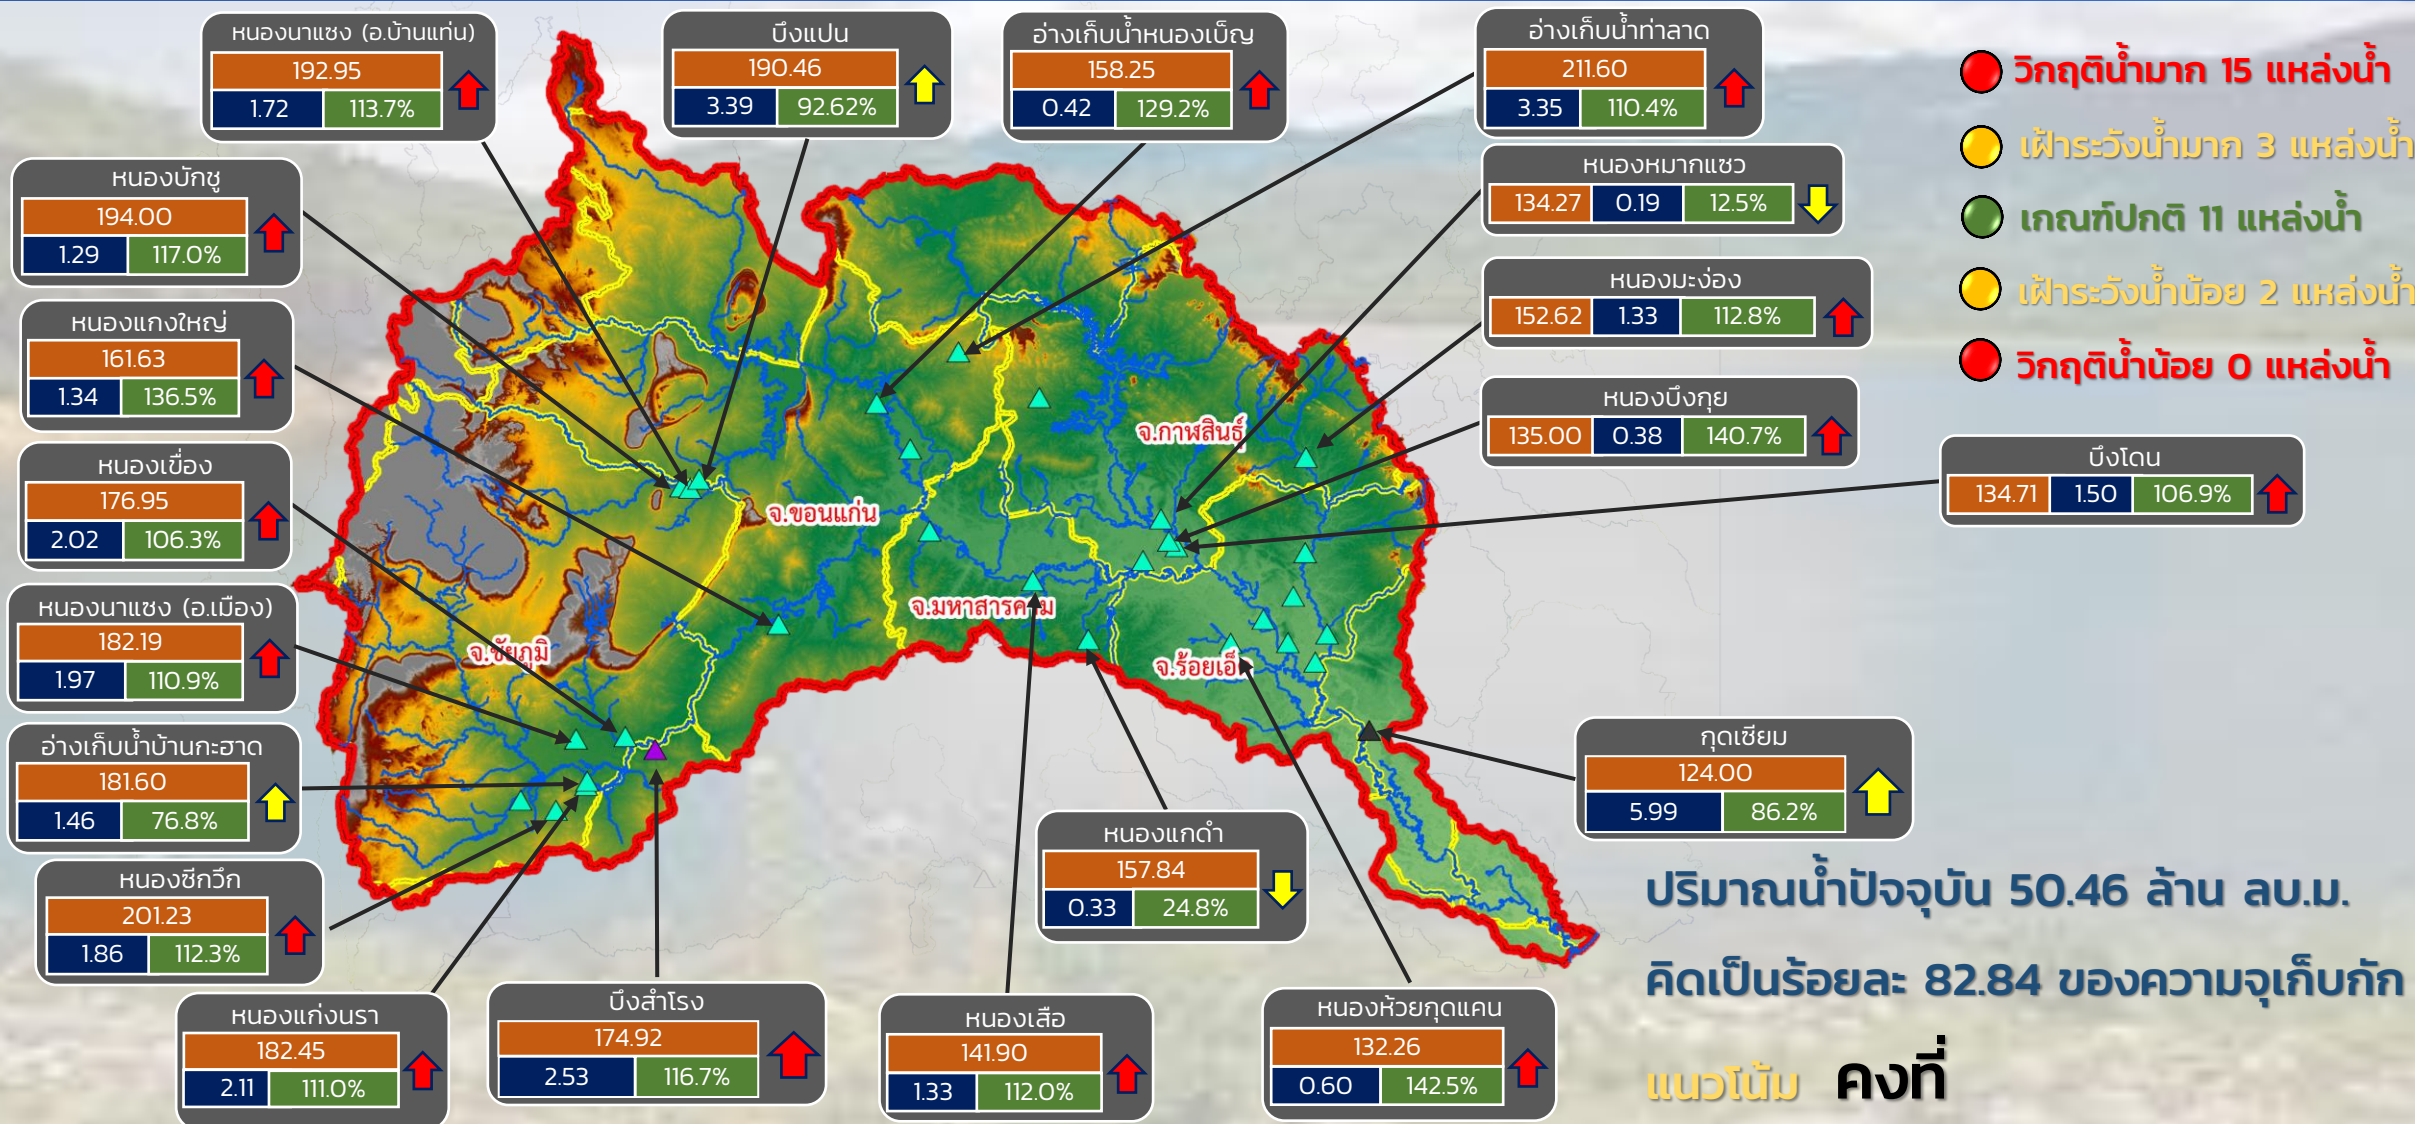 หนองนาแซง (อ.บ้านแท่น)
192.95
1.72 113.7%
บึงแปน
190.46
3.39 92.62%
อ่างเก็บน้ำหนองเบ็ญ
158.25
0.42 129.2%
อ่างเก็บน้ำท่าลาด
211.60
3.35 110.4%
วิกฤติน้ำมาก 15 แหล่งน้ำ
เฝ้าระวังน้ำมาก 3 แหล่งน้ำ
เกณฑ์ปกติ 11 แหล่งน้ำ
เฝ้าระวังน้ำน้อย 2 แหล่งน้ำ
วิกฤติน้ำน้อย 0 แหล่งน้ำ
หนองบักชู
194.00
1.29 117.0%
หนองหมากแซว
134.27 0.19 12.5%
หนองมะง่อง
152.62 1.33 112.8%
หนองแกงใหญ่
161.63
1.34 136.5%
หนองบึงกุย
135.00 0.38 140.7%
บึงโดน
134.71 1.50 106.9%
หนองเขื่อง
176.95
2.02 106.3%
จ.กาฬสินธุ์
จ.ขอนแก่น
จ.มหาสารคาม
จ.ชัยภูมิ
จ.ร้อยเอ็ด
หนองนาแซง (อ.เมือง)
182.19
1.97 110.9%
อ่างเก็บน้ำบ้านกะฮาด
181.60
1.46 76.8%
กุดเซียม
124.00
5.99 86.2%
หนองแกดำ
157.84
0.33 24.8%
หนองซีกวึก
201.23
1.86 112.3%
หนองแก่งนรา
182.45
2.11 111.0%
บึงสำโรง
174.92
2.53 116.7%
หนองเสือ
141.90
1.33 112.0%
หนองห้วยกุดแคน
132.26
0.60 142.5%
ปริมาณน้ำปัจจุบัน 50.46 ล้าน ลบ.ม.
คิดเป็นร้อยละ 82.84 ของความจุเก็บกัก
แนวโน้ม คงที่